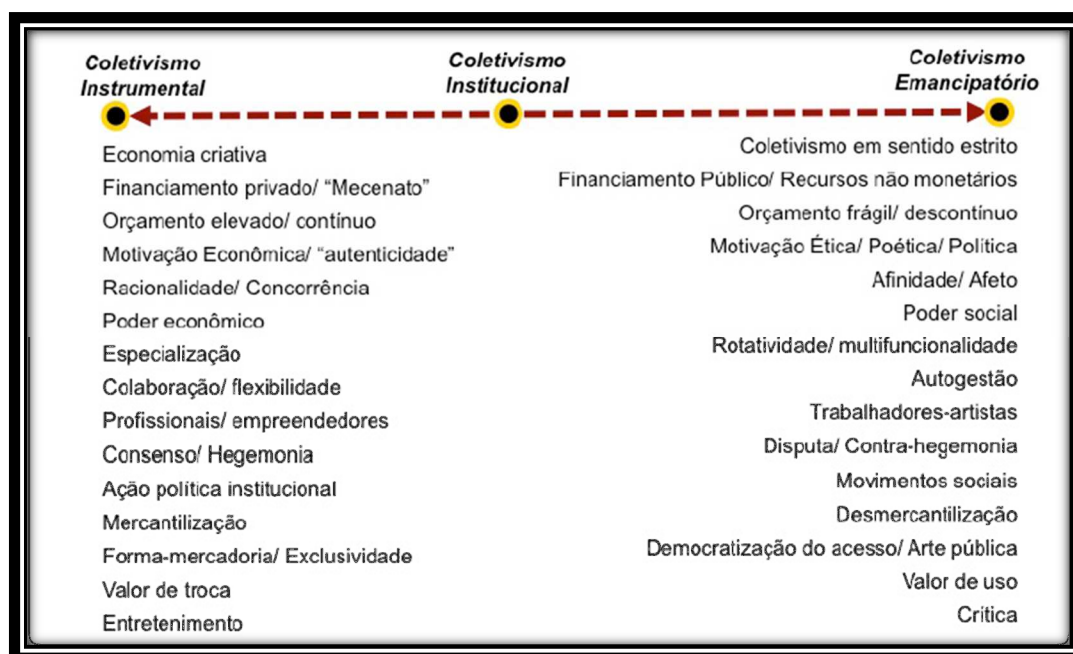 Coletivismo
Instrumental
Coletivismo
Institucional
Coletivismo
Emancipatório
Economia criativa
Financiamento privado/ “Mecenato”
Orçamento elevado/ contínuo
Motivação Econômica/ “autenticidade”
Racionalidade/ Concorrência
Poder econômico
Especialização
Colaboração/ flexibilidade
Profissionais/ empreendedores
Consenso/ Hegemonia
Ação política institucional
Mercantilização
Forma-mercadoria/ Exclusividade
Valor de troca
Entretenimento
Coletivismo em sentido estrito
Financiamento Público/ Recursos não monetários
Orçamento frágil/ descontínuo
Motivação Ética/ Poética/ Política
Afinidade/ Afeto
Poder social
Rotatividade/ multifuncionalidade
Autogestão
Trabalhadores-artistas
Disputa/ Contra-hegemonia
Movimentos sociais
Desmercantilização
Democratização do acesso/ Arte pública
Valor de uso
Critica